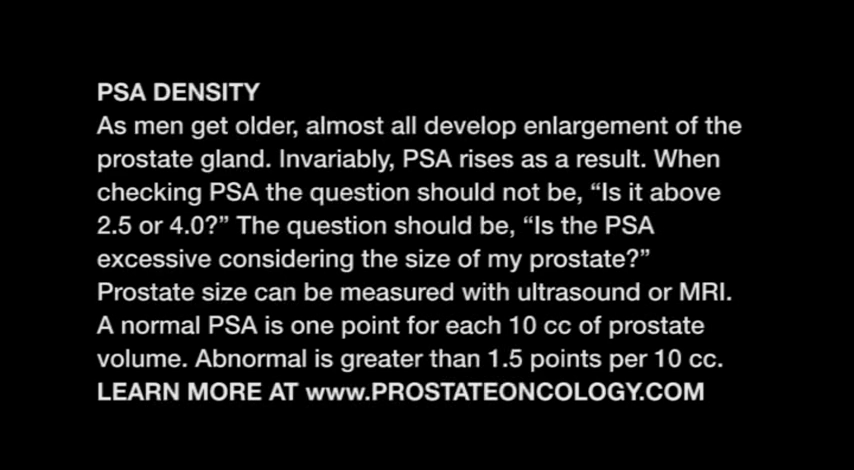 PSA DENSITY
As men get older, almost all develop enlargement of the
prostate gland. Invariably, PSA rises as a result. When
checking PSA the question should not be, “Is it above
2.5 or 4.0?” The question should be, “Is the PSA
excessive considering the size of my prostate?”
Prostate size can be measured with ultrasound or MRI.
A normal PSA is one point for each 10 cc of prostate
volume. Abnormal is greater than 1.5 points per 10 cc.
LEARN MORE AT www.PROSTATEONCOLOGY.COM